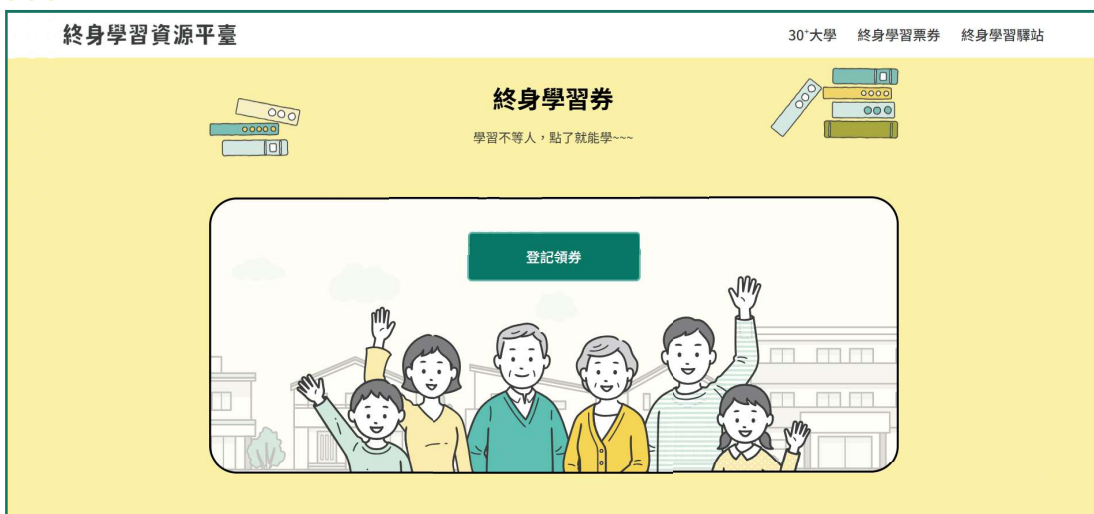 終身學習資源平臺
30⁺大學 終身學習票券 終身學習驛站
終身學習券
學習不等人，點了就能學~~~
登記領券